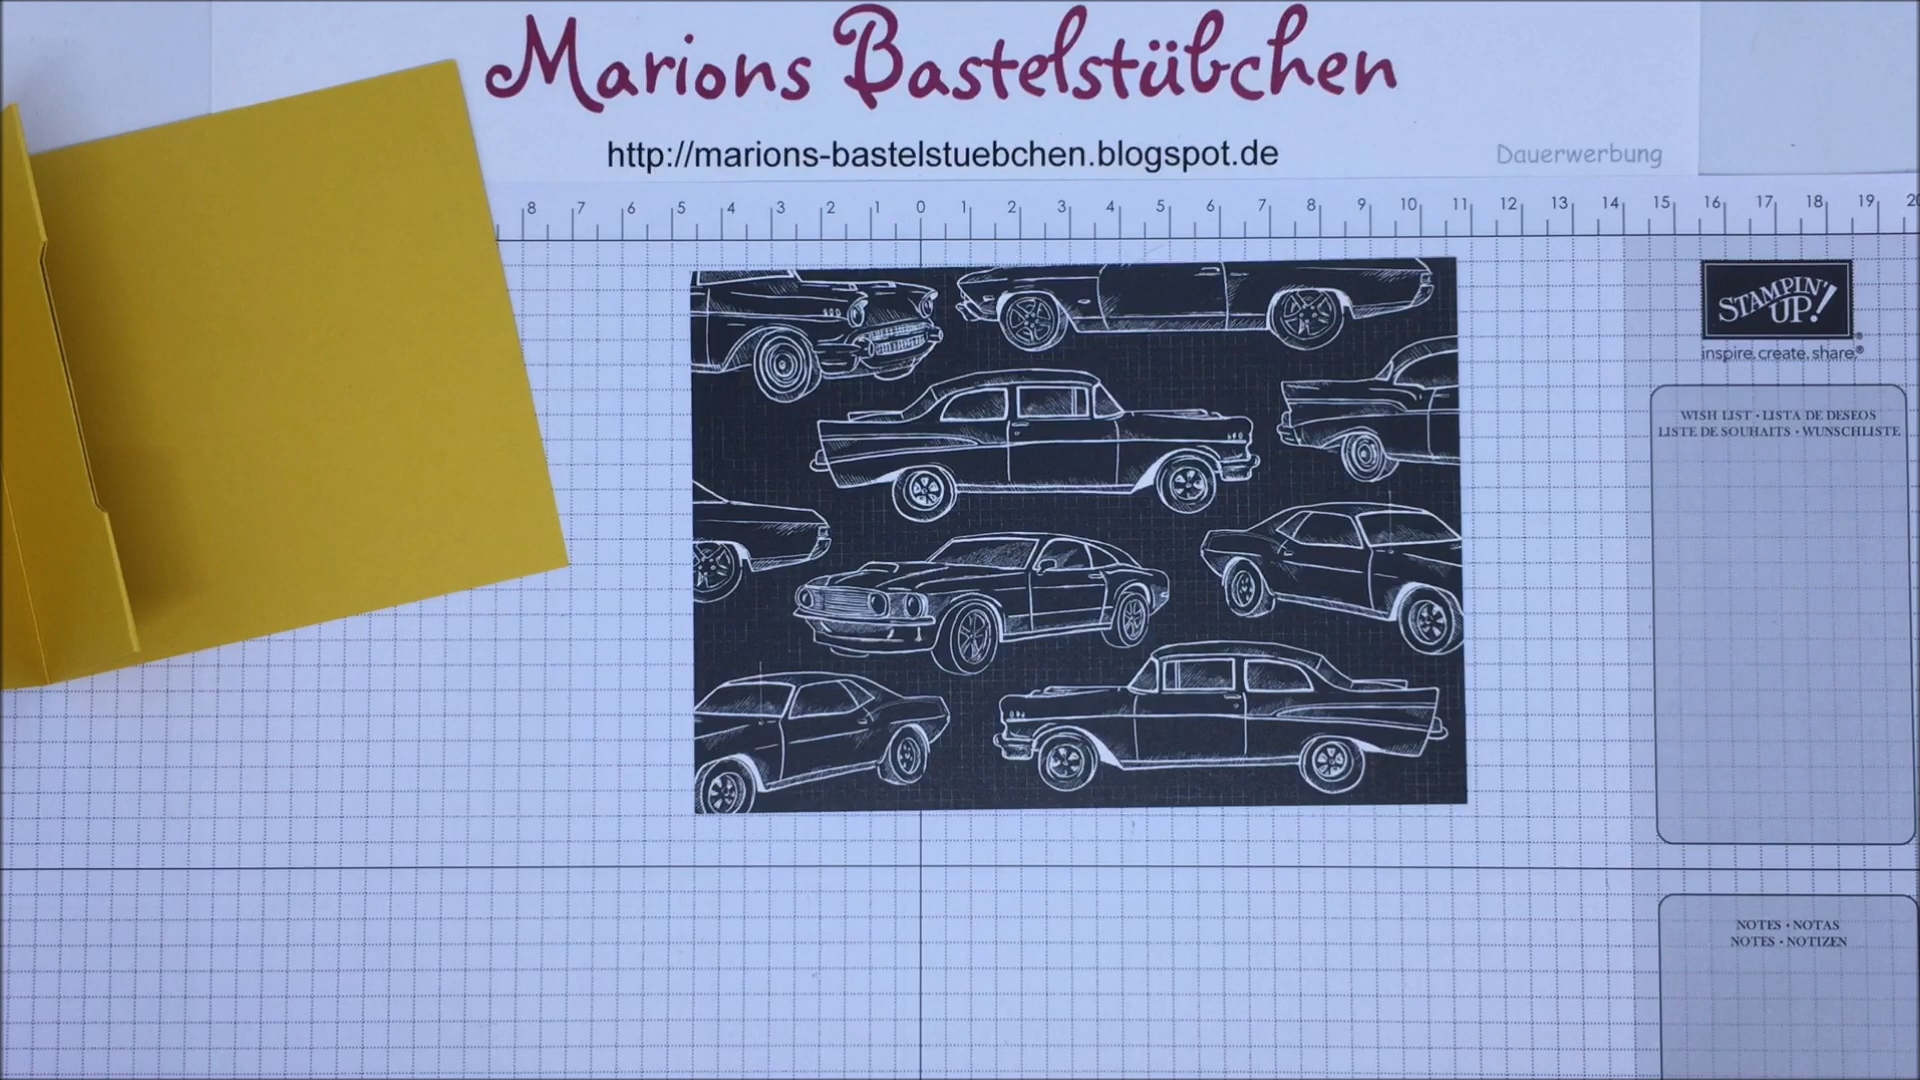 Marions Bastelstübchen
http://marions-bastelstuebchen.blogspot.de
Dauerwerbung
8 7 6 5 4 3 2 1 0 1 2 3 4 5 6 7 8 9 10 11 12 13 14 15 16 17 18 19
STAMPIN'
UP!
inspire. create. share.®
WISH LIST • LISTA DE DESEOS
LISTE DE SOUHAITS • WUNSCHLISTE
NOTES • NOTAS
NOTES • NOTIZEN